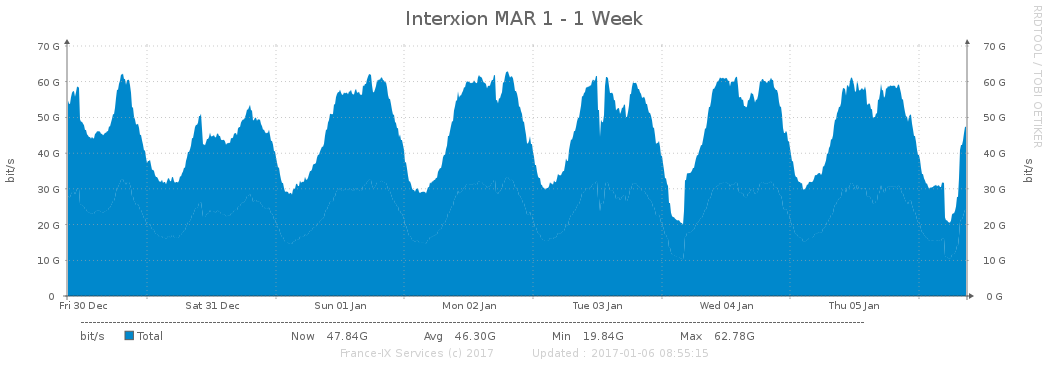 Interxion MAR 1 - 1 Week
RRDTOOL / TOBI OETIKER
70 G 70 G
60 G 60 G
50 G 50 G
40 G 40 G
30 G 30 G
20 G 20 G
10 G 10 G
0 0 G
bit/s bit/s
Fri 30 Dec Sat 31 Dec Sun 01 Jan Mon 02 Jan Tue 03 Jan Wed 04 Jan Thu 05 Jan
bit/s Total Now 47.84G Avg 46.30G Min 19.84G Max 62.78G
France-IX Services (c) 2017 Updated : 2017-01-06 08:55:15